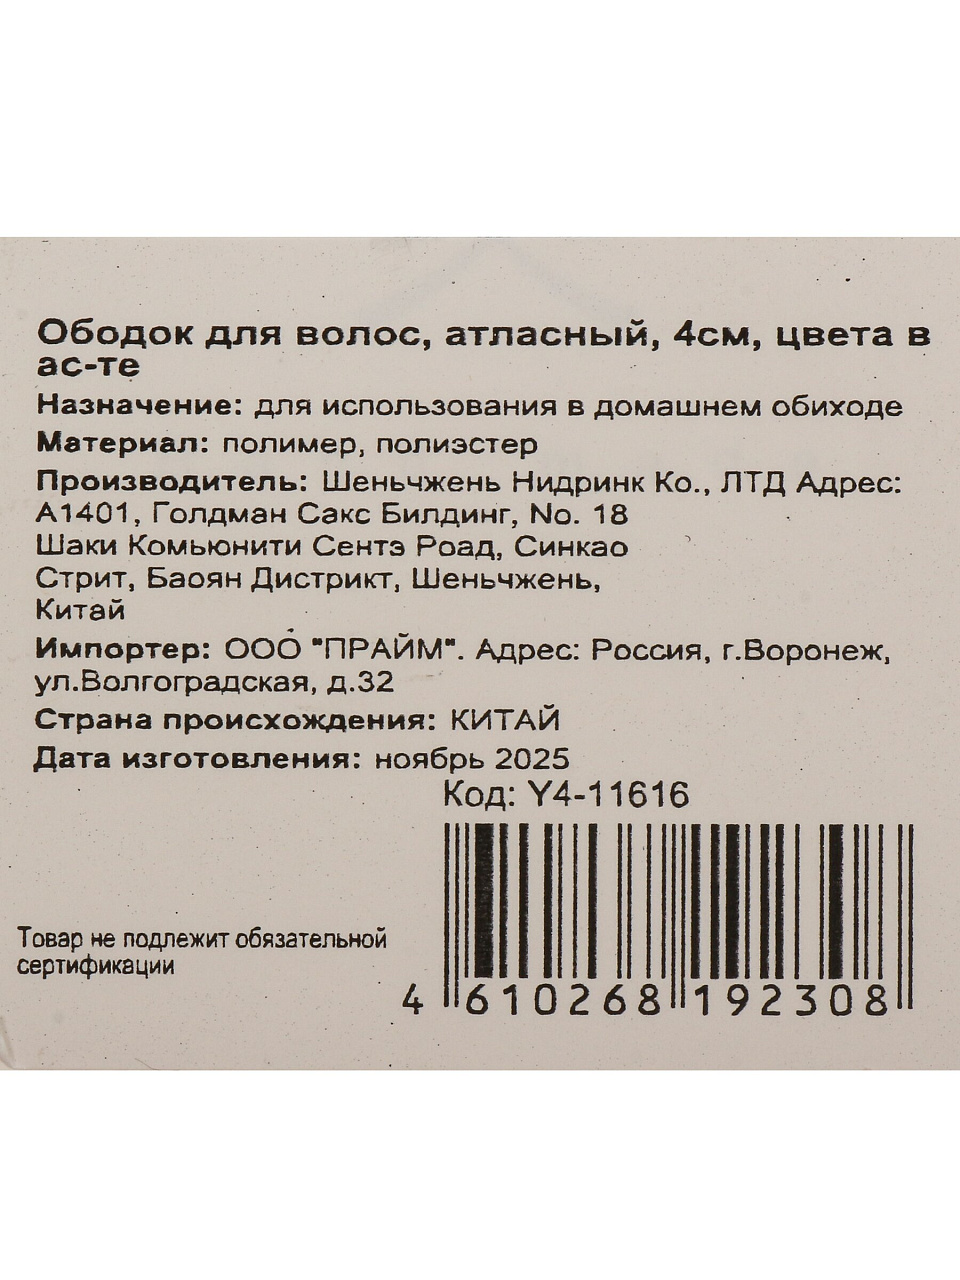 Ободок для волос, атласный, 4см, цвета в
ас-те
Назначение: для использования в домашнем обиходе
Материал: полимер, полиэстер
Производитель: Шеньчжень Нидринк Ко., ЛТД Адрес:
А1401, Голдман Сакс Билдинг, No. 18
Шаки Комьюнити Сентэ Роад, Синкао
Стрит, Баоян Дистрикт, Шеньчжень,
Китай
Импортер: ООО "ПРАЙМ". Адрес: Россия, г.Воронеж,
ул.Волгоградская, д.32
Страна происхождения: КИТАЙ
Дата изготовления: ноябрь 2025
Код: Y4-11616
Товар не подлежит обязательной
сертификации
4 610268 192308